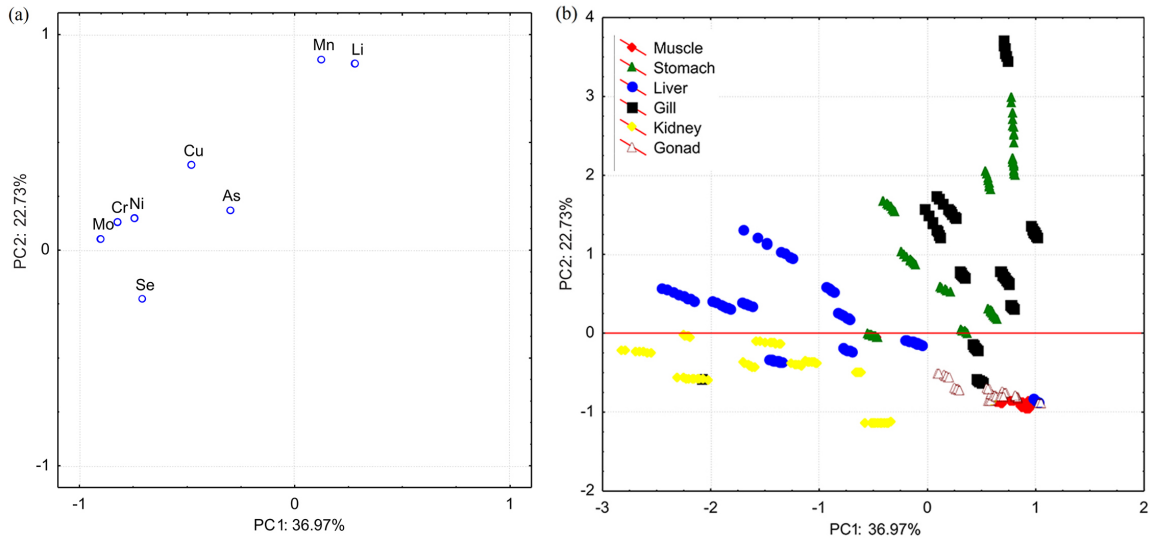 (a)
1
Mn
Li
Cu
As
Cr
Ni
Mo
0
Se
-1
PC2: 22.73%
-1
0
1
PC1: 36.97%
(b)
4
3
2
1
0
-1
-2
PC2: 22.73%
Muscle
Stomach
Liver
Gill
Kidney
Gonad
-3
-2
-1
0
1
2
PC1: 36.97%